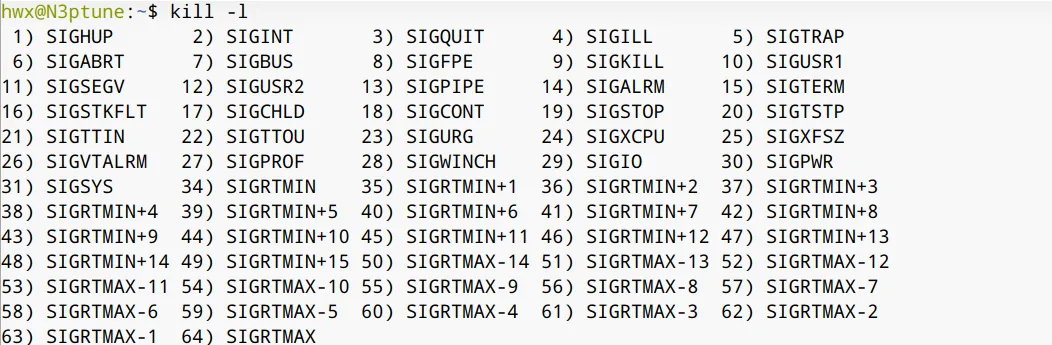 hwx@N3ptune:~$ kill -l
 1) SIGHUP       2) SIGINT       3) SIGQUIT      4) SIGILL       5) SIGTRAP
 6) SIGABRT      7) SIGBUS       8) SIGFPE       9) SIGKILL     10) SIGUSR1
11) SIGSEGV     12) SIGUSR2     13) SIGPIPE     14) SIGALRM     15) SIGTERM
16) SIGSTKFLT   17) SIGCHLD     18) SIGCONT     19) SIGSTOP     20) SIGTSTP
21) SIGTTIN     22) SIGTTOU     23) SIGURG      24) SIGXCPU     25) SIGXFSZ
26) SIGVTALRM   27) SIGPROF     28) SIGWINCH    29) SIGIO       30) SIGPWR
31) SIGSYS      34) SIGRTMIN    35) SIGRTMIN+1  36) SIGRTMIN+2  37) SIGRTMIN+3
38) SIGRTMIN+4  39) SIGRTMIN+5  40) SIGRTMIN+6  41) SIGRTMIN+7  42) SIGRTMIN+8
43) SIGRTMIN+9  44) SIGRTMIN+10 45) SIGRTMIN+11 46) SIGRTMIN+12 47) SIGRTMIN+13
48) SIGRTMIN+14 49) SIGRTMIN+15 50) SIGRTMAX-14 51) SIGRTMAX-13 52) SIGRTMAX-12
53) SIGRTMAX-11 54) SIGRTMAX-10 55) SIGRTMAX-9  56) SIGRTMAX-8  57) SIGRTMAX-7
58) SIGRTMAX-6  59) SIGRTMAX-5  60) SIGRTMAX-4  61) SIGRTMAX-3  62) SIGRTMAX-2
63) SIGRTMAX-1  64) SIGRTMAX